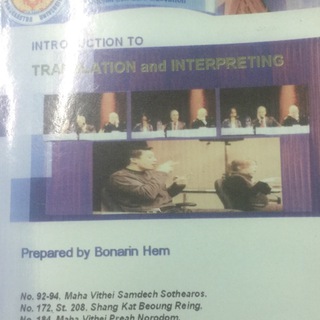 INTRODUCTION TO
TRANSLATION and INTERPRETING
Prepared by Bonarin Hem
No. 92-94, Maha Vithei Samdech Sothearos.
No. 172, St. 208, Shang Kat Beoung Reing.
No. 184, Maha Vithei Preah Norodom.